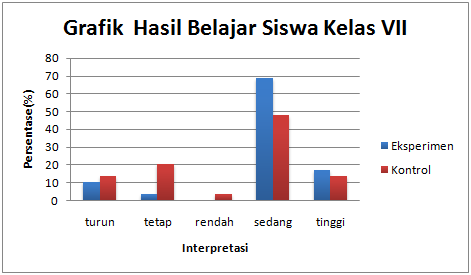 Grafik Hasil Belajar Siswa Kelas VII
Persentase(%)
80
70
60
50
40
30
20
10
0
turun tetap rendah sedang tinggi
Interpretasi
Eksperimen
Kontrol